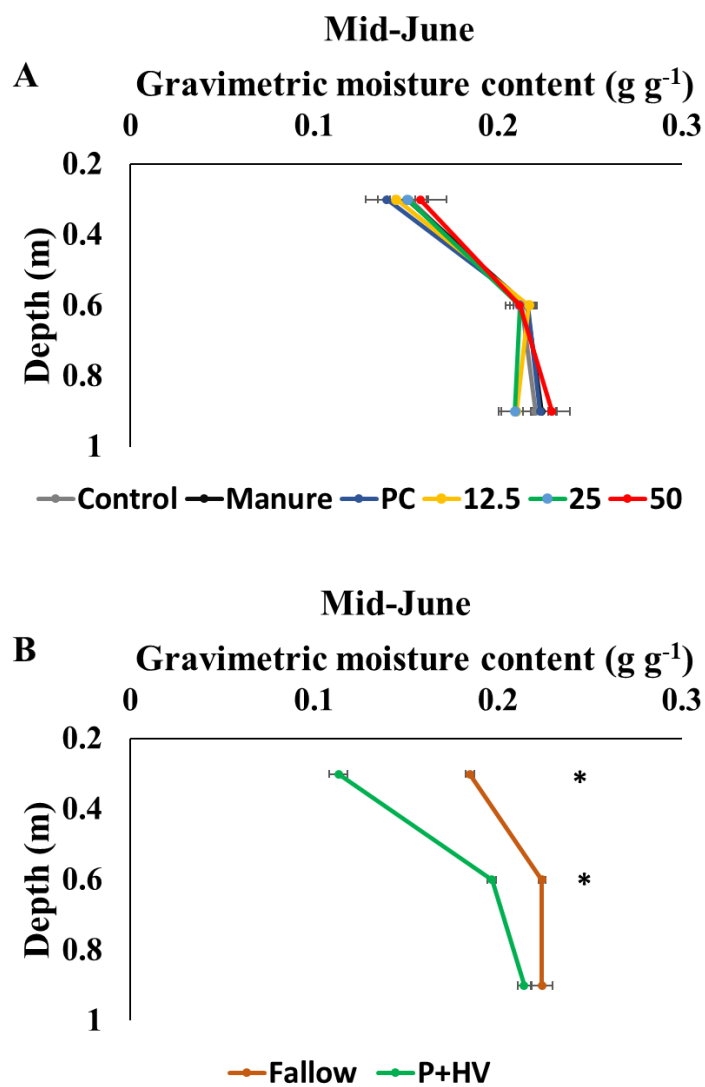 Mid-June
A
Gravimetric moisture content (g g⁻¹)
0 0.1 0.2 0.3
0.2
0.4
0.6
0.8
1
Depth (m)
Control Manure PC 12.5 25 50
Mid-June
B
Gravimetric moisture content (g g⁻¹)
0 0.1 0.2 0.3
0.2
*
0.4
0.6 *
0.8
1
Depth (m)
Fallow P+HV